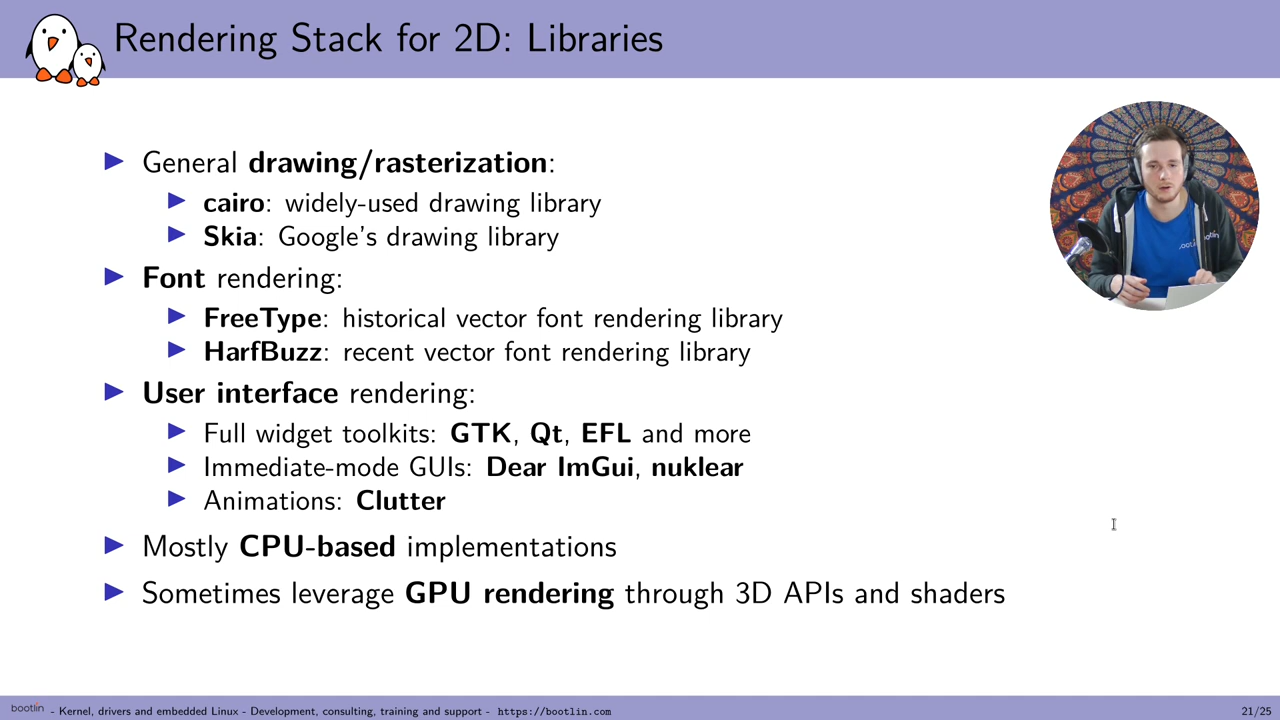 Rendering Stack for 2D: Libraries
▶ General drawing/rasterization:
▶ cairo: widely-used drawing library
▶ Skia: Google's drawing library
▶ Font rendering:
▶ FreeType: historical vector font rendering library
▶ HarfBuzz: recent vector font rendering library
▶ User interface rendering:
▶ Full widget toolkits: GTK, Qt, EFL and more
▶ Immediate-mode GUIs: Dear ImGui, nuklear
▶ Animations: Clutter
▶ Mostly CPU-based implementations
▶ Sometimes leverage GPU rendering through 3D APIs and shaders
bootlin - Kernel, drivers and embedded Linux - Development, consulting, training and support - https://bootlin.com 21/25